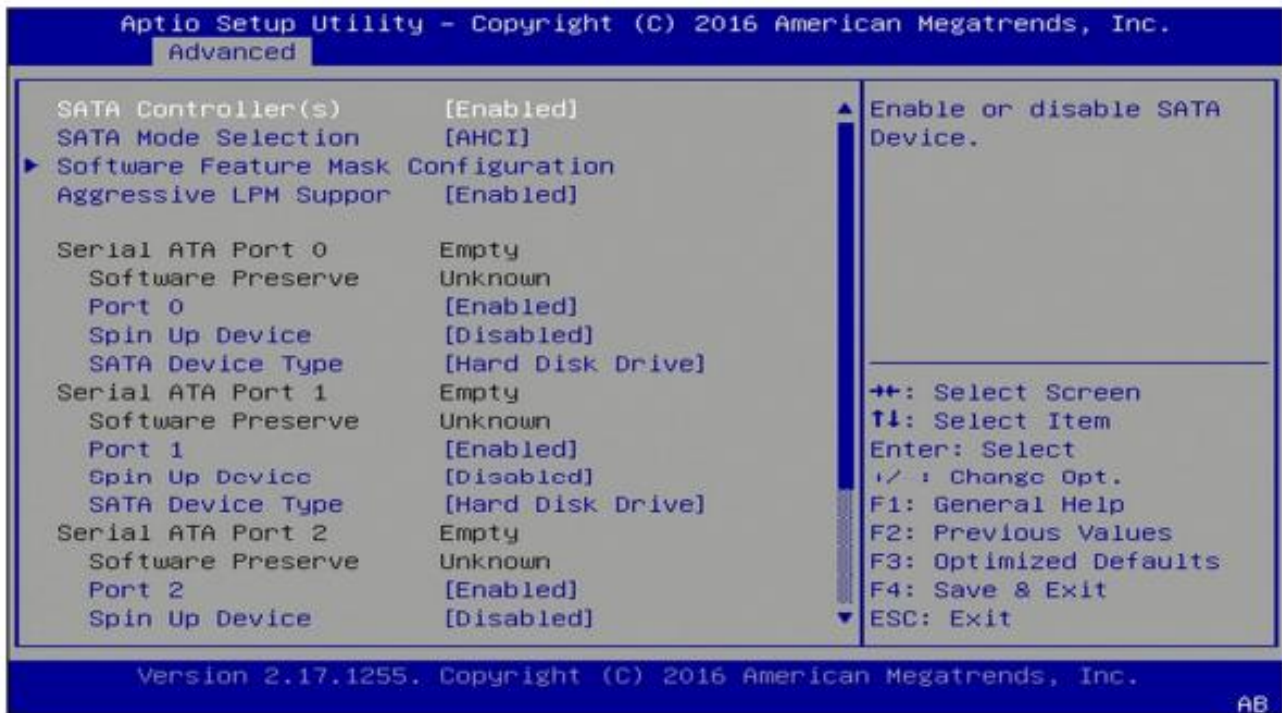 Aptio Setup Utility – Copyright (C) 2016 American Megatrends, Inc.
Advanced
SATA Controller(s) [Enabled]
SATA Mode Selection [AHCI]
▶ Software Feature Mask Configuration
Aggressive LPM Suppor [Enabled]
Serial ATA Port 0 Empty
Software Preserve Unknown
Port 0 [Enabled]
Spin Up Device [Disabled]
SATA Device Type [Hard Disk Drive]
Serial ATA Port 1 Empty
Software Preserve Unknown
Port 1 [Enabled]
Spin Up Device [Disabled]
SATA Device Type [Hard Disk Drive]
Serial ATA Port 2 Empty
Software Preserve Unknown
Port 2 [Enabled]
Spin Up Device [Disabled]
Enable or disable SATA
Device.
→←: Select Screen
↑↓: Select Item
Enter: Select
+/-: Change Opt.
F1: General Help
F2: Previous Values
F3: Optimized Defaults
F4: Save & Exit
ESC: Exit
Version 2.17.1255. Copyright (C) 2016 American Megatrends, Inc.
AB